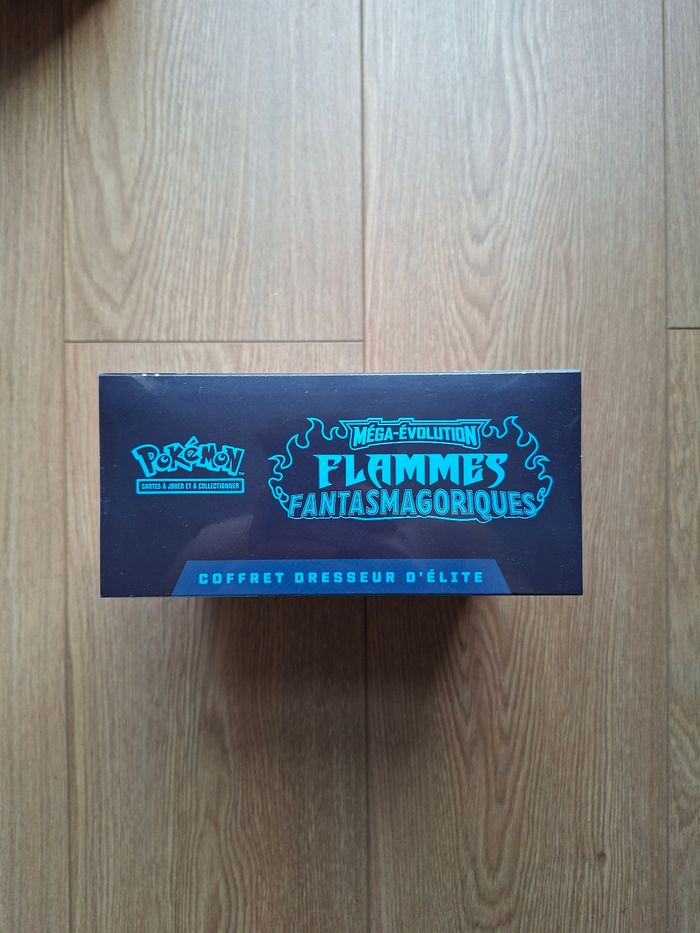 Pokémon
CARTES À JOUER ET À COLLECTIONNER
MÉGA-ÉVOLUTION
FLAMMES
FANTASMAGORIQUES
COFFRET DRESSEUR D'ÉLITE